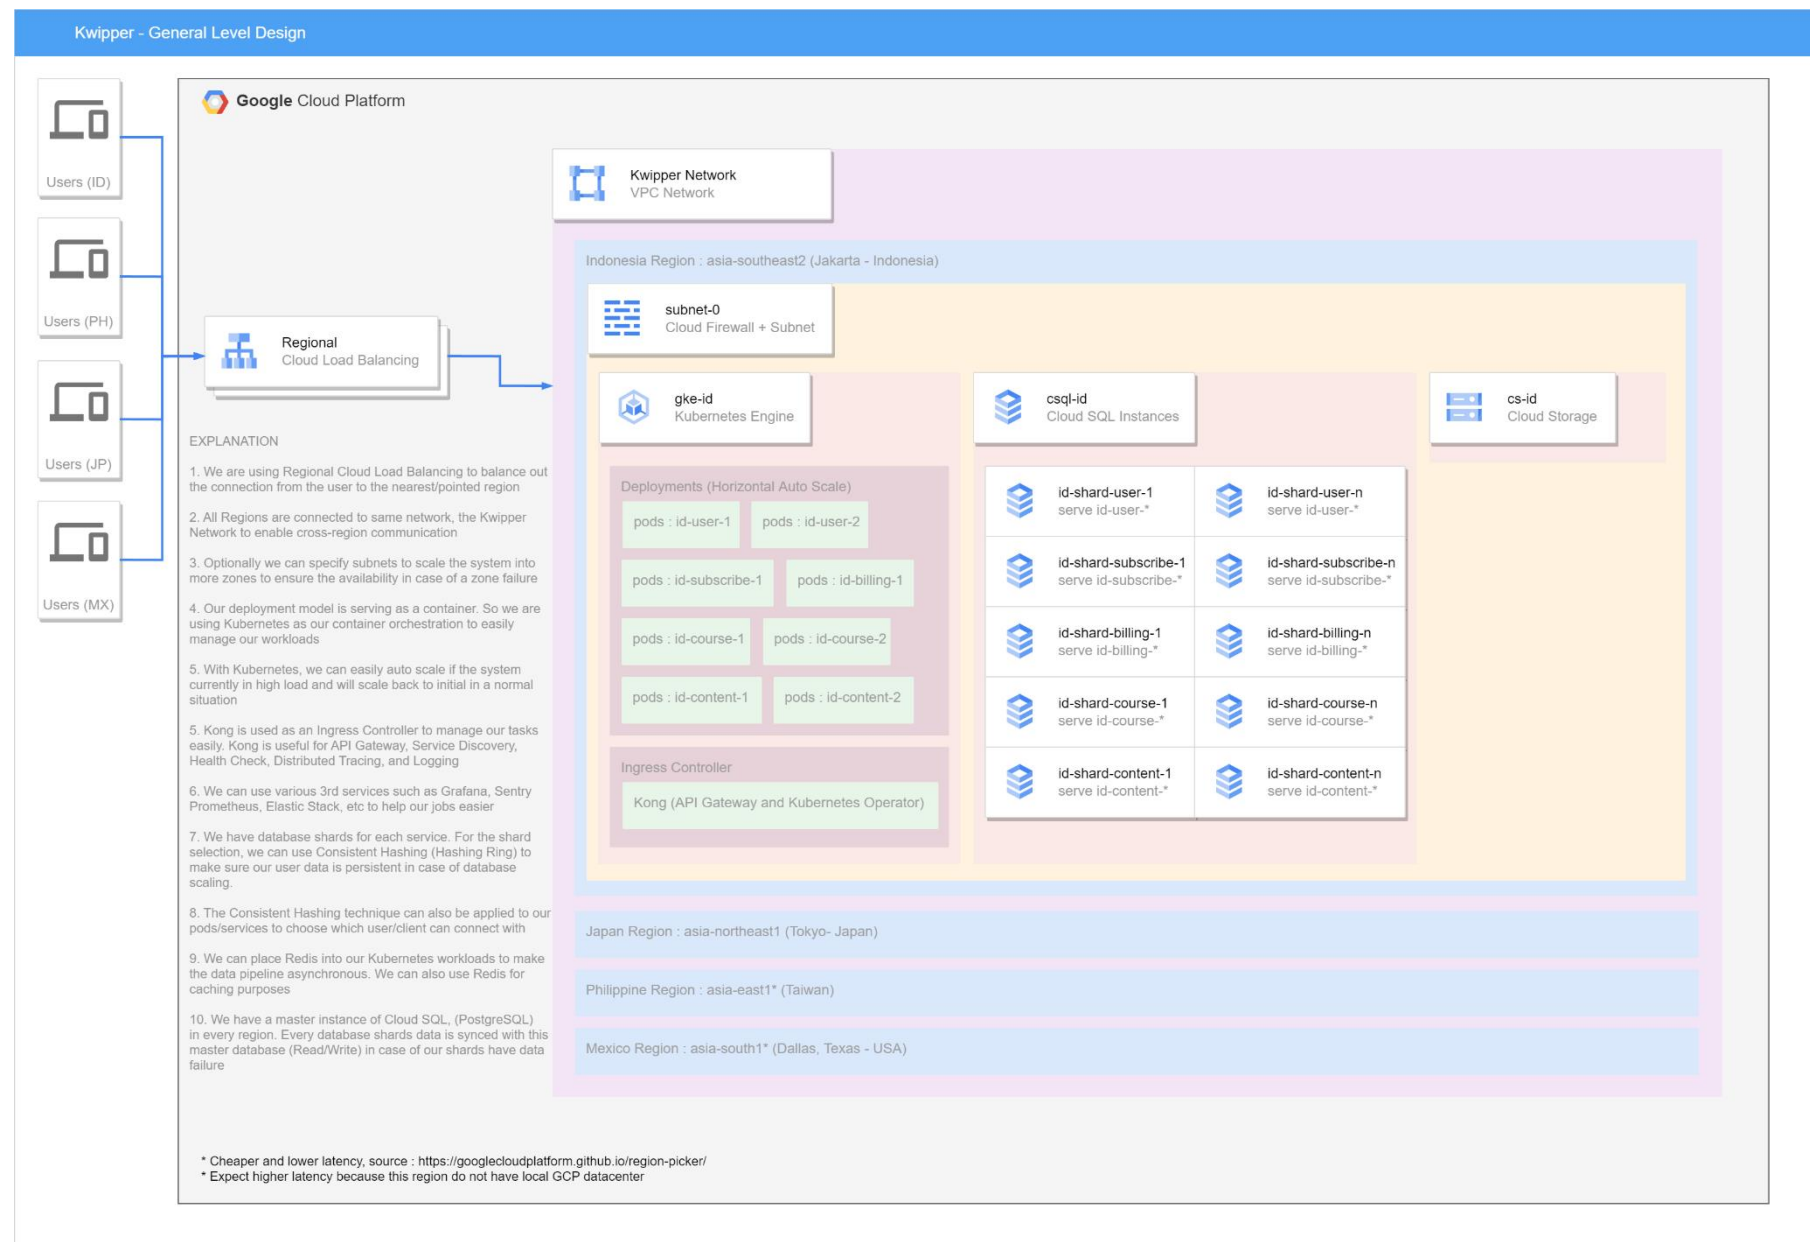 Kwipper - General Level Design
Users (ID)
Users (PH)
Users (JP)
Users (MX)
Google Cloud Platform
Regional
Cloud Load Balancing
EXPLANATION
1. We are using Regional Cloud Load Balancing to balance out
the connection from the user to the nearest/pointed region
2. All Regions are connected to same network, the Kwipper
Network to enable cross-region communication
3. Optionally we can specify subnets to scale the system into
more zones to ensure the availability in case of a zone failure
4. Our deployment model is serving as a container. So we are
using Kubernetes as our container orchestration to easily
manage our workloads
5. With Kubernetes, we can easily auto scale if the system
currently in high load and will scale back to initial in a normal
situation
5. Kong is used as an Ingress Controller to manage our tasks
easily. Kong is useful for API Gateway, Service Discovery,
Health Check, Distributed Tracing, and Logging
6. We can use various 3rd services such as Grafana, Sentry
Prometheus, Elastic Stack, etc to help our jobs easier
7. We have database shards for each service. For the shard
selection, we can use Consistent Hashing (Hashing Ring) to
make sure our user data is persistent in case of database
scaling.
8. The Consistent Hashing technique can also be applied to our
pods/services to choose which user/client can connect with
9. We can place Redis into our Kubernetes workloads to make
the data pipeline asynchronous. We can also use Redis for
caching purposes
10. We have a master instance of Cloud SQL, (PostgreSQL)
in every region. Every database shards data is synced with this
master database (Read/Write) in case of our shards have data
failure
Kwipper Network
VPC Network
Indonesia Region : asia-southeast2 (Jakarta - Indonesia)
subnet-0
Cloud Firewall + Subnet
gke-id
Kubernetes Engine
Deployments (Horizontal Auto Scale)
pods : id-user-1
pods : id-user-2
pods : id-subscribe-1
pods : id-billing-1
pods : id-course-1
pods : id-course-2
pods : id-content-1
pods : id-content-2
Ingress Controller
Kong (API Gateway and Kubernetes Operator)
csql-id
Cloud SQL Instances
id-shard-user-1
serve id-user-*
id-shard-user-n
serve id-user-*
id-shard-subscribe-1
serve id-subscribe-*
id-shard-subscribe-n
serve id-subscribe-*
id-shard-billing-1
serve id-billing-*
id-shard-billing-n
serve id-billing-*
id-shard-course-1
serve id-course-*
id-shard-course-n
serve id-course-*
id-shard-content-1
serve id-content-*
id-shard-content-n
serve id-content-*
cs-id
Cloud Storage
Japan Region : asia-northeast1 (Tokyo- Japan)
Philippine Region : asia-east1* (Taiwan)
Mexico Region : asia-south1* (Dallas, Texas - USA)
* Cheaper and lower latency, source : https://googlecloudplatform.github.io/region-picker/
* Expect higher latency because this region do not have local GCP datacenter